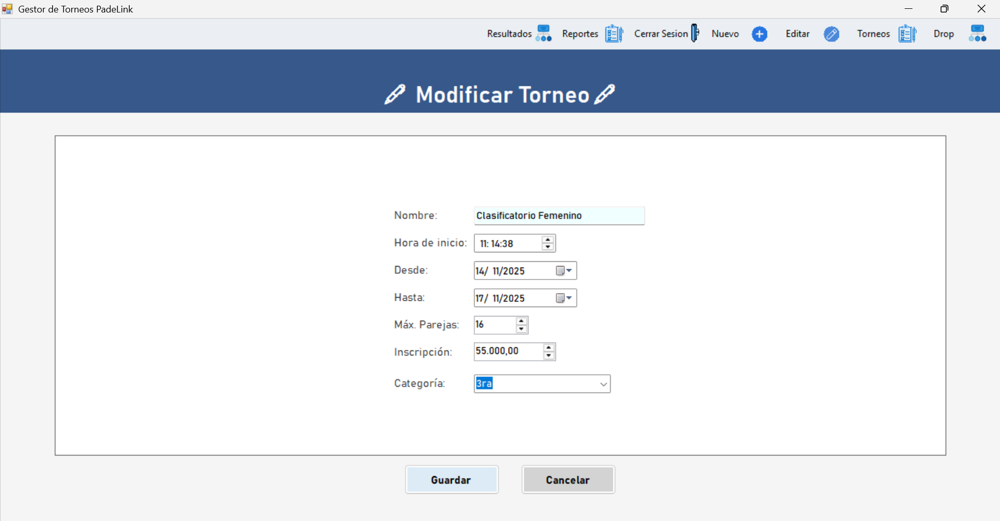 Gestor de Torneos PadeLink
Resultados Reportes Cerrar Sesion Nuevo Editar Torneos Drop
Modificar Torneo
Nombre: Clasificatorio Femenino
Hora de inicio: 11:14:38
Desde: 14/ 11/2025
Hasta: 17/ 11/2025
Máx. Parejas: 16
Inscripción: 55.000,00
Categoría: 3ra
Guardar Cancelar